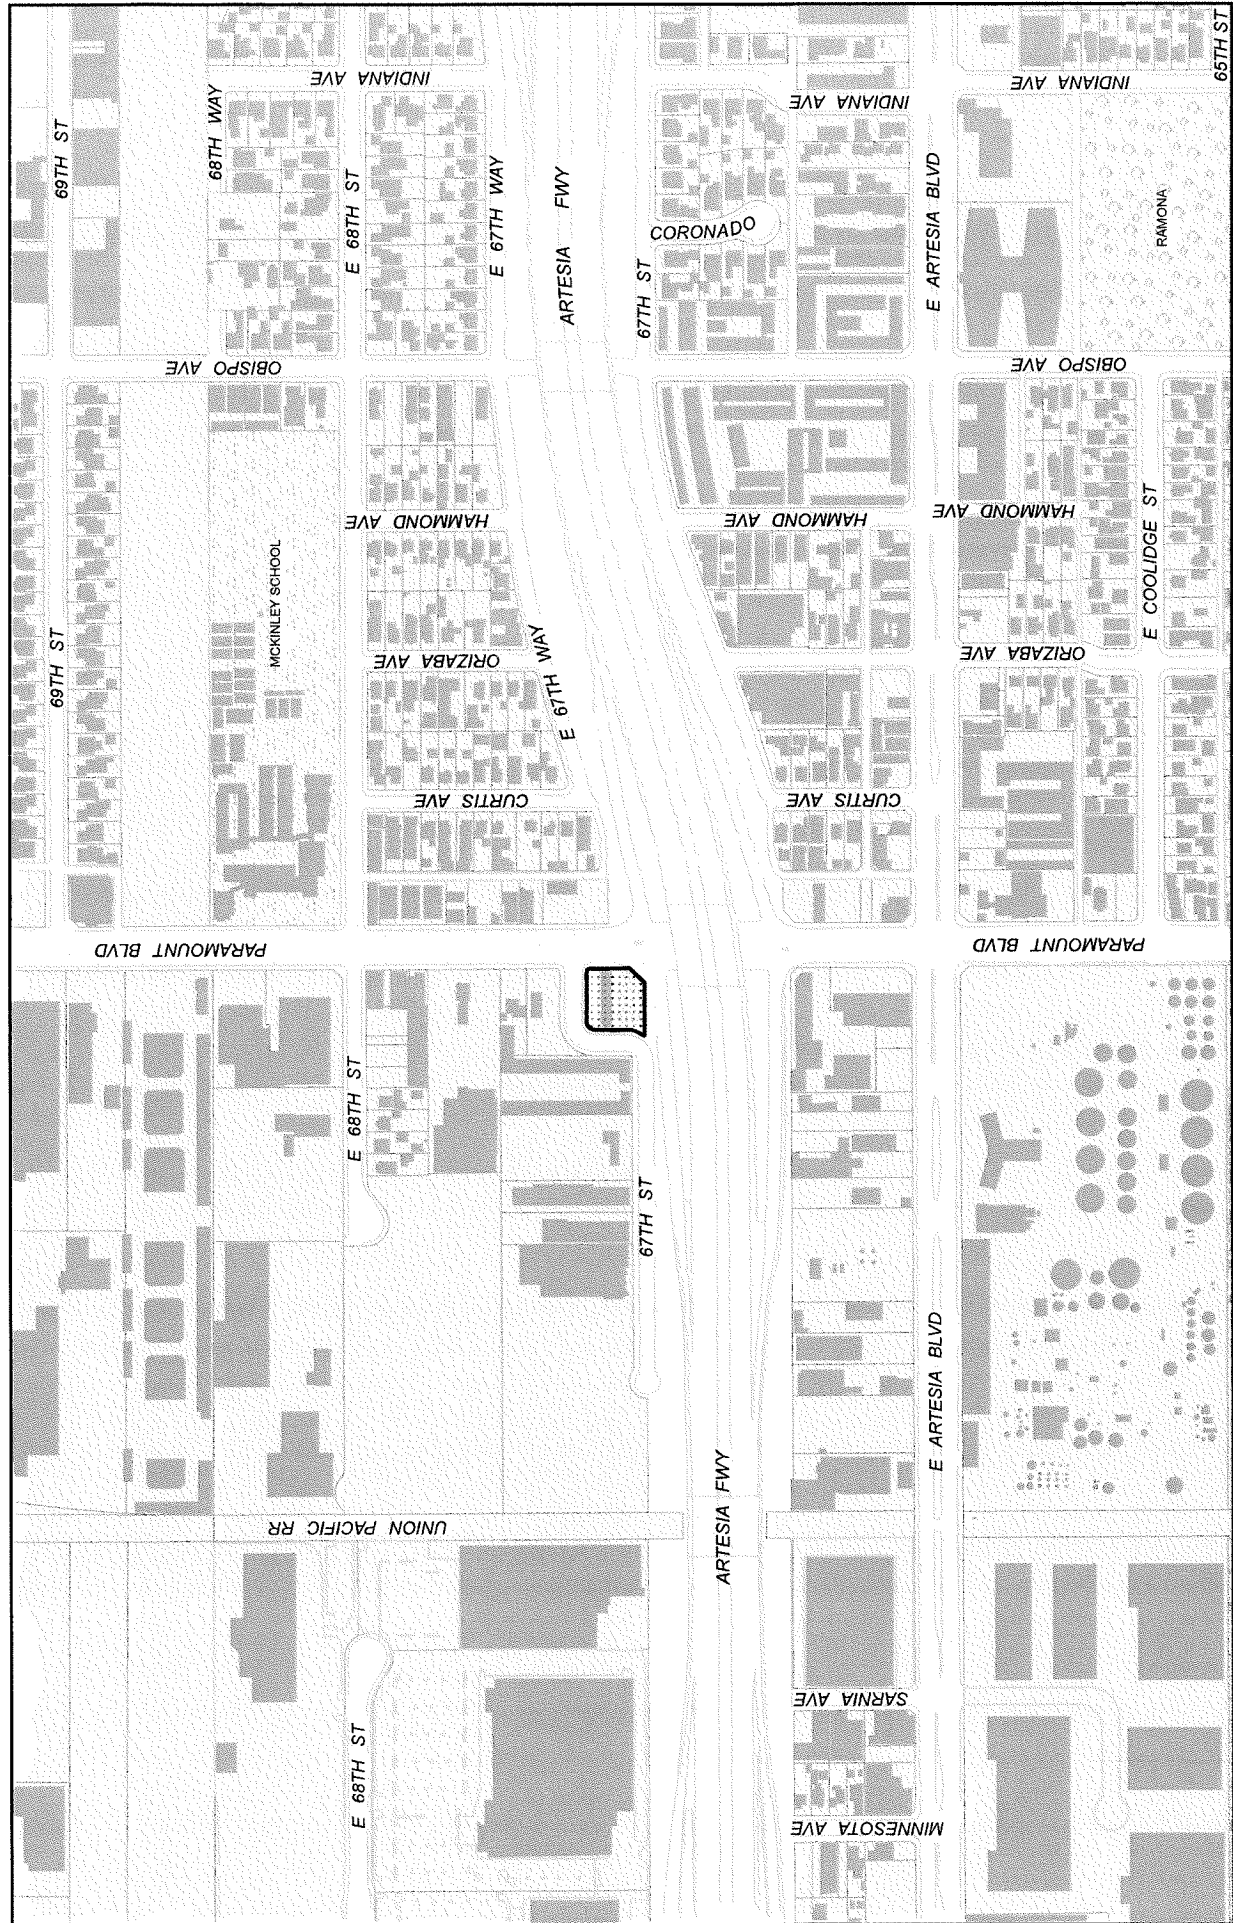 65TH ST
INDIANA AVE
INDIANA AVE
INDIANA AVE
69TH ST
68TH WAY
E 68TH ST
E 67TH WAY
ARTESIA FWY
CORONADO
67TH ST
E ARTESIA BLVD
RAMONA
OBISPO AVE
OBISPO AVE
HAMMOND AVE
HAMMOND AVE
HAMMOND AVE
69TH ST
MCKINLEY SCHOOL
E COOLIDGE ST
ORIZABA AVE
ORIZABA AVE
E 67TH WAY
CURTIS AVE
CURTIS AVE
PARAMOUNT BLVD
PARAMOUNT BLVD
E 68TH ST
67TH ST
E ARTESIA BLVD
ARTESIA FWY
UNION PACIFIC RR
SARNIA AVE
E 68TH ST
MINNESOTA AVE